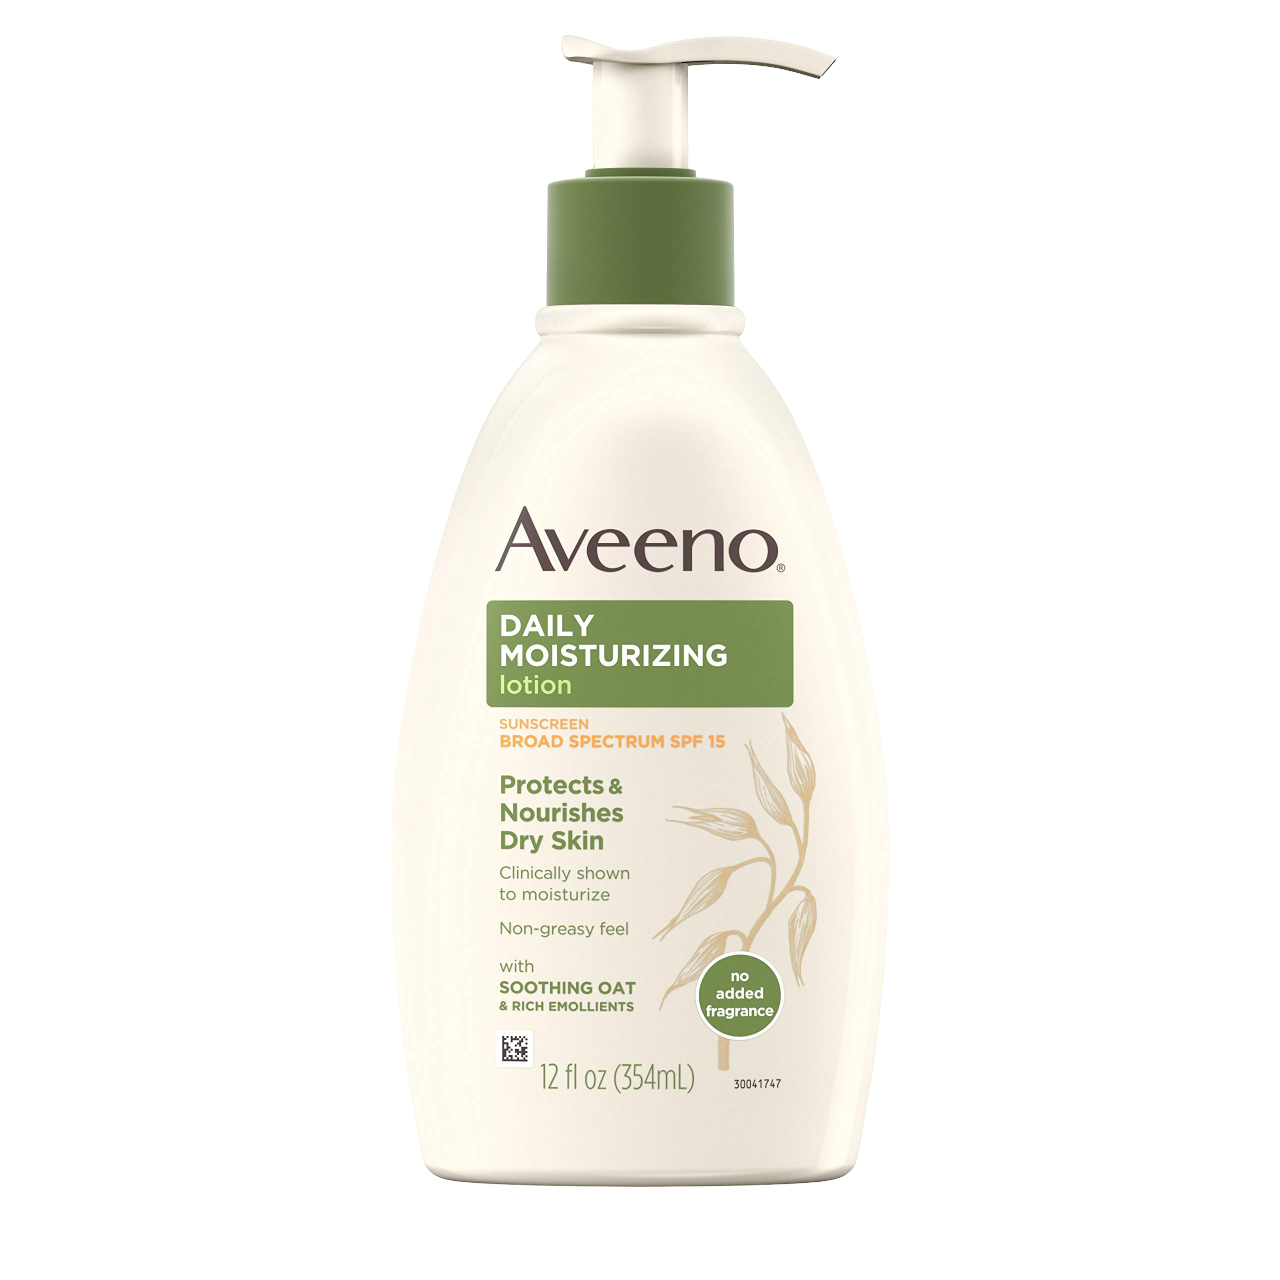 Aveeno®
DAILY
MOISTURIZING
lotion
SUNSCREEN
BROAD SPECTRUM SPF 15
Protects &
Nourishes
Dry Skin
Clinically shown
to moisturize
Non-greasy feel
with
SOOTHING OAT
& RICH EMOLLIENTS
no
added
fragrance
12 fl oz (354mL)
30041747